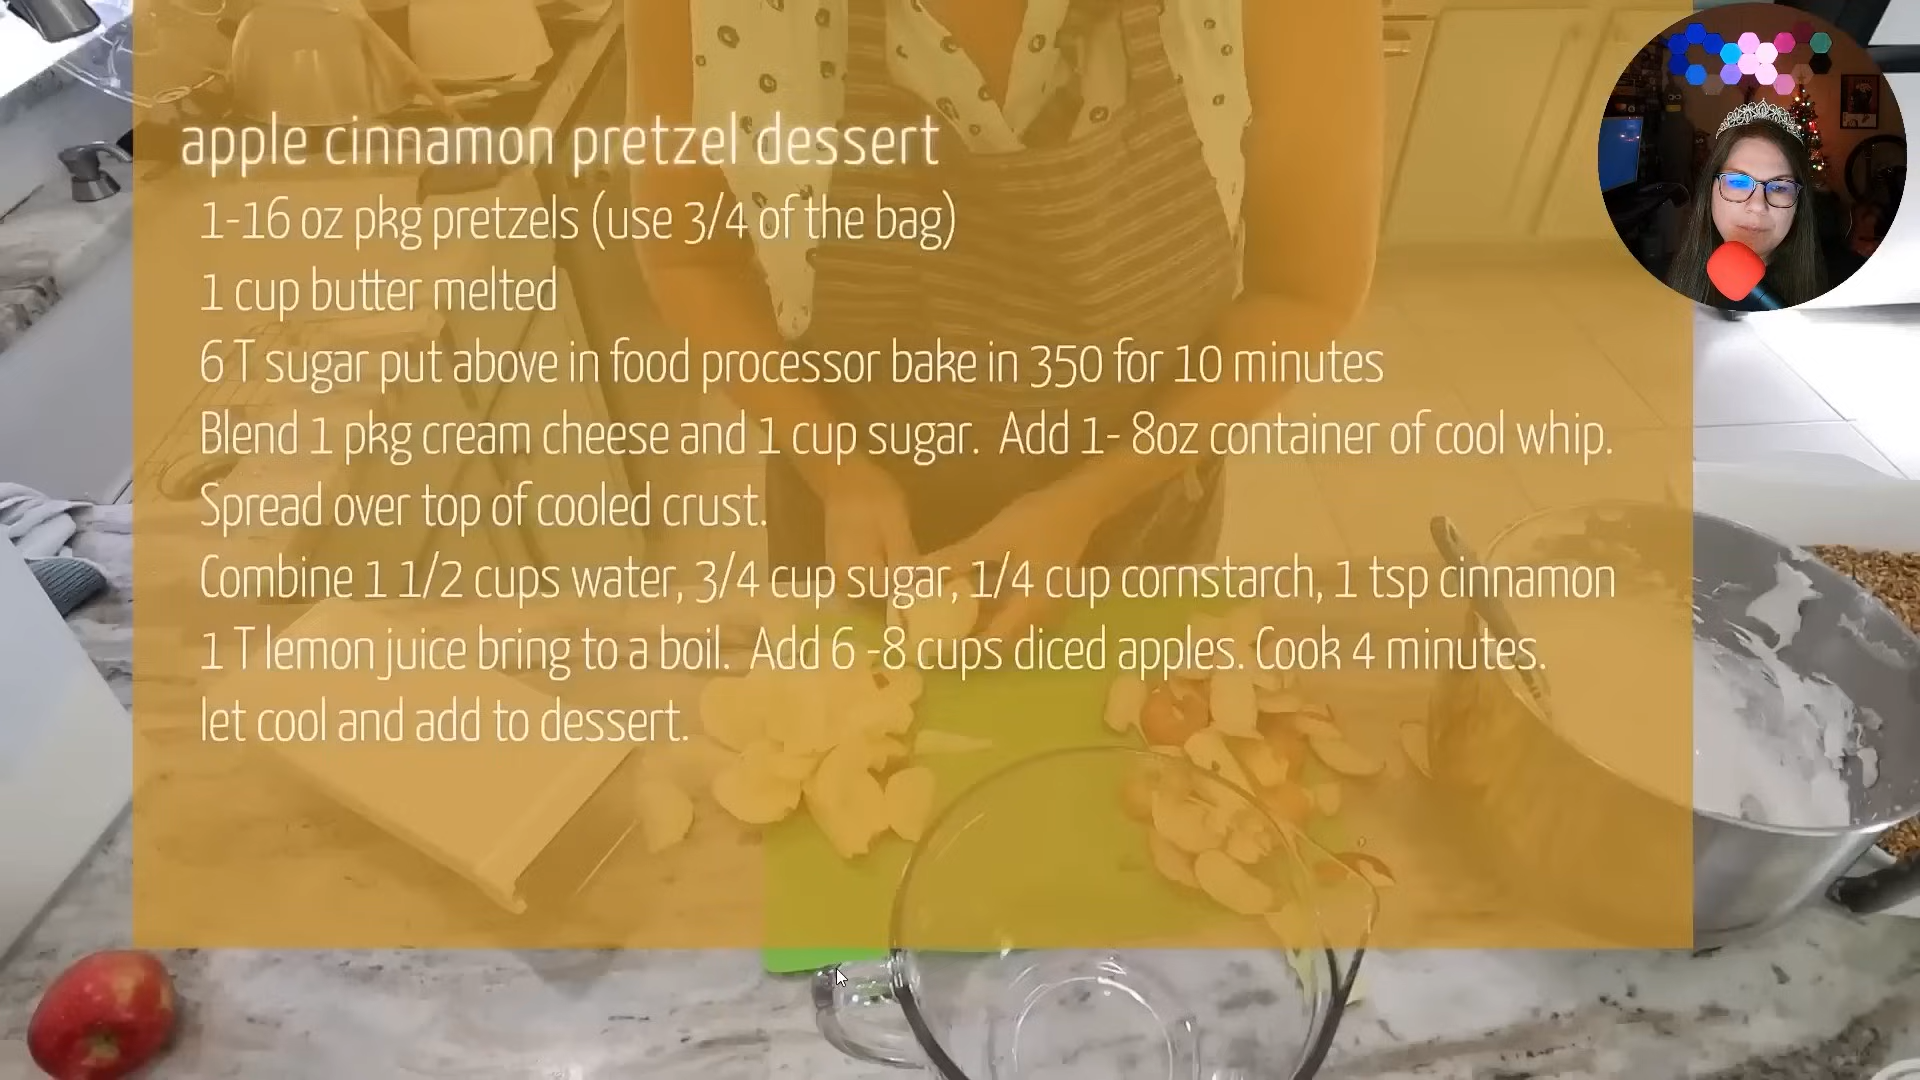 apple cinnamon pretzel dessert
1-16 oz pkg pretzels (use 3/4 of the bag)
1 cup butter melted
6 T sugar put above in food processor bake in 350 for 10 minutes
Blend 1 pkg cream cheese and 1 cup sugar. Add 1- 8oz container of cool whip.
Spread over top of cooled crust.
Combine 1 1/2 cups water, 3/4 cup sugar, 1/4 cup cornstarch, 1 tsp cinnamon
1 T lemon juice bring to a boil. Add 6 -8 cups diced apples. Cook 4 minutes.
let cool and add to dessert.